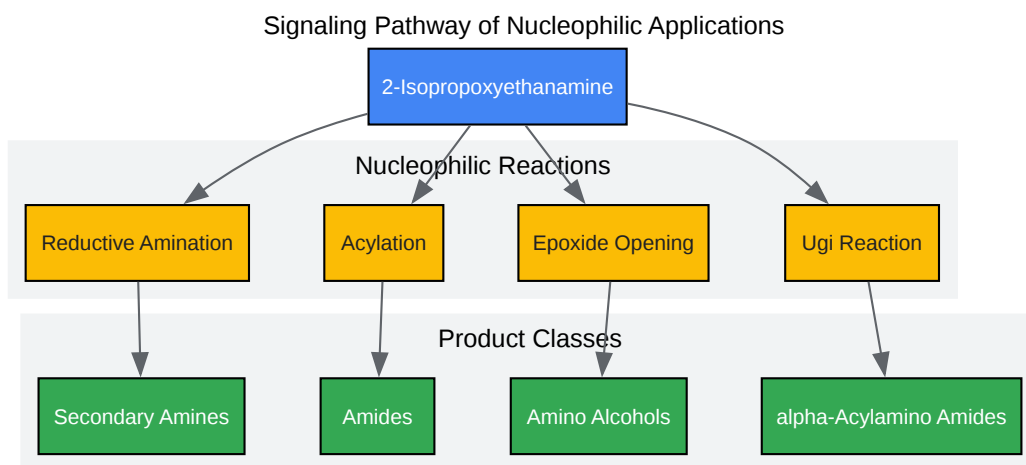 Signaling Pathway of Nucleophilic Applications
2-Isopropoxyethanamine
Nucleophilic Reactions
Reductive Amination
Acylation
Epoxide Opening
Ugi Reaction
Product Classes
Secondary Amines
Amides
Amino Alcohols
alpha-Acylamino Amides